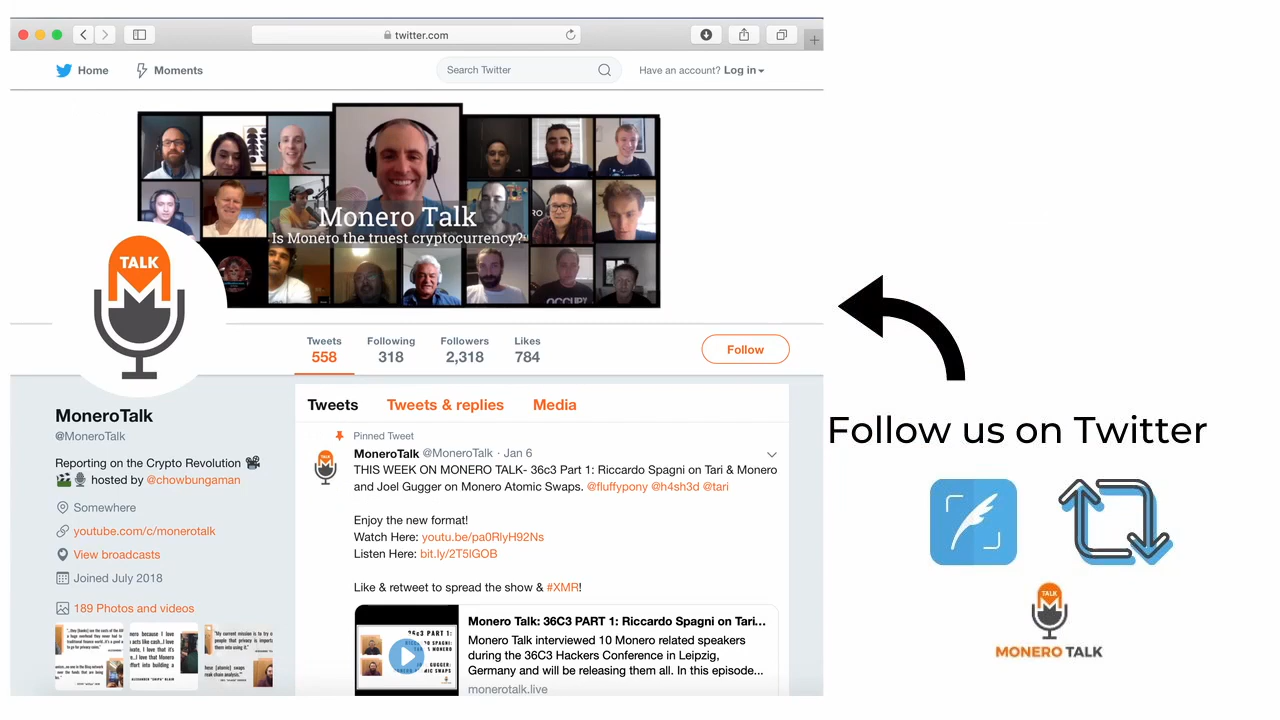 twitter.com
Home
Moments
Search Twitter
Have an account? Log in
Monero Talk
Is Monero the truest cryptocurrency?
OCCUPY
TALK
Tweets
558
Following
318
Followers
2,318
Likes
784
Follow
MoneroTalk
@MoneroTalk
Reporting on the Crypto Revolution
hosted by @chowbungaman
Somewhere
youtube.com/c/monerotalk
View broadcasts
Joined July 2018
189 Photos and videos
Tweets
Tweets & replies
Media
Pinned Tweet
MoneroTalk @MoneroTalk · Jan 6
THIS WEEK ON MONERO TALK- 36c3 Part 1: Riccardo Spagni on Tari & Monero
and Joel Gugger on Monero Atomic Swaps. @fluffypony @h4sh3d @tari
Enjoy the new format!
Watch Here: youtu.be/pa0RlyH92Ns
Listen Here: bit.ly/2T5IGOB
Like & retweet to spread the show & #XMR!
Monero Talk: 36C3 PART 1: Riccardo Spagni on Tari...
Monero Talk interviewed 10 Monero related speakers
during the 36C3 Hackers Conference in Leipzig,
Germany and will be releasing them all. In this episode...
monerotalk.live
Follow us on Twitter
TALK
MONERO TALK